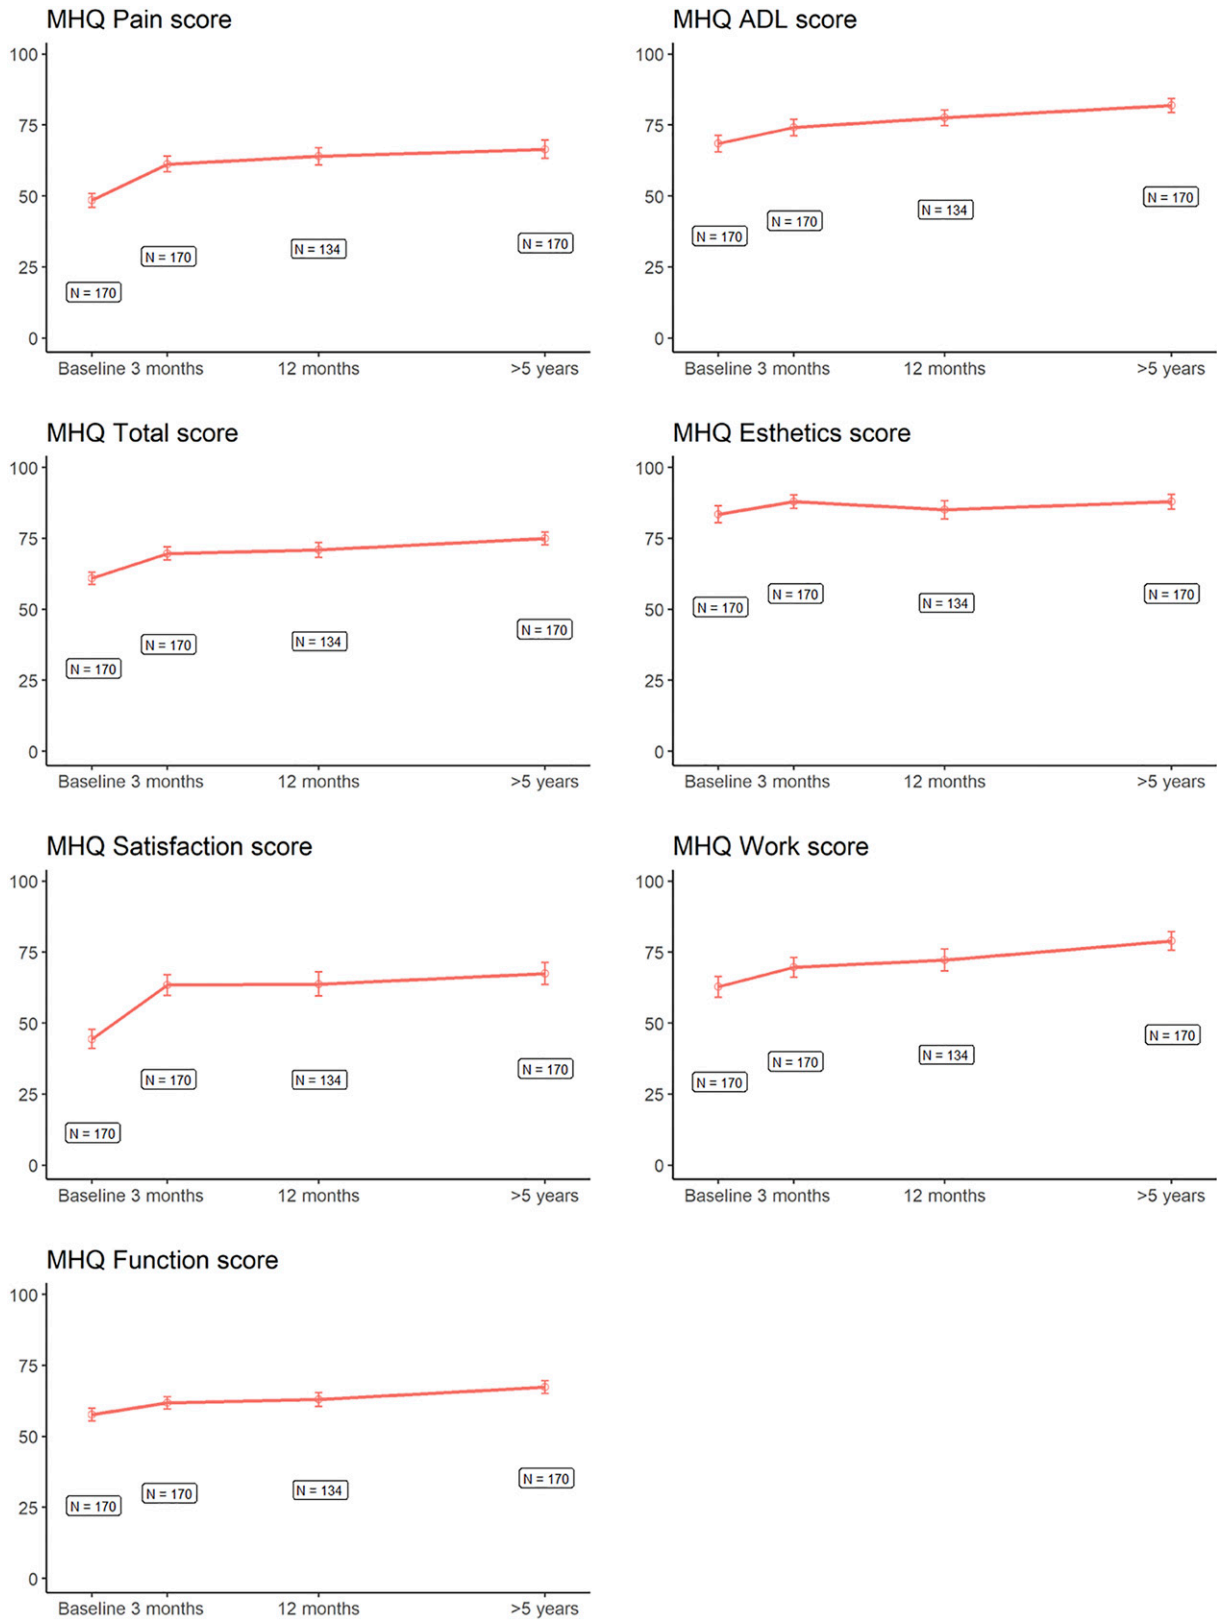 MHQ Pain score
100
75
50
25
0
N = 170
N = 170
N = 134
N = 170
Baseline 3 months 12 months >5 years
MHQ ADL score
100
75
50
25
0
N = 170
N = 170
N = 134
N = 170
Baseline 3 months 12 months >5 years
MHQ Total score
100
75
50
25
0
N = 170
N = 170
N = 134
N = 170
Baseline 3 months 12 months >5 years
MHQ Esthetics score
100
75
50
25
0
N = 170
N = 170
N = 134
N = 170
Baseline 3 months 12 months >5 years
MHQ Satisfaction score
100
75
50
25
0
N = 170
N = 170
N = 134
N = 170
Baseline 3 months 12 months >5 years
MHQ Work score
100
75
50
25
0
N = 170
N = 170
N = 134
N = 170
Baseline 3 months 12 months >5 years
MHQ Function score
100
75
50
25
0
N = 170
N = 170
N = 134
N = 170
Baseline 3 months 12 months >5 years